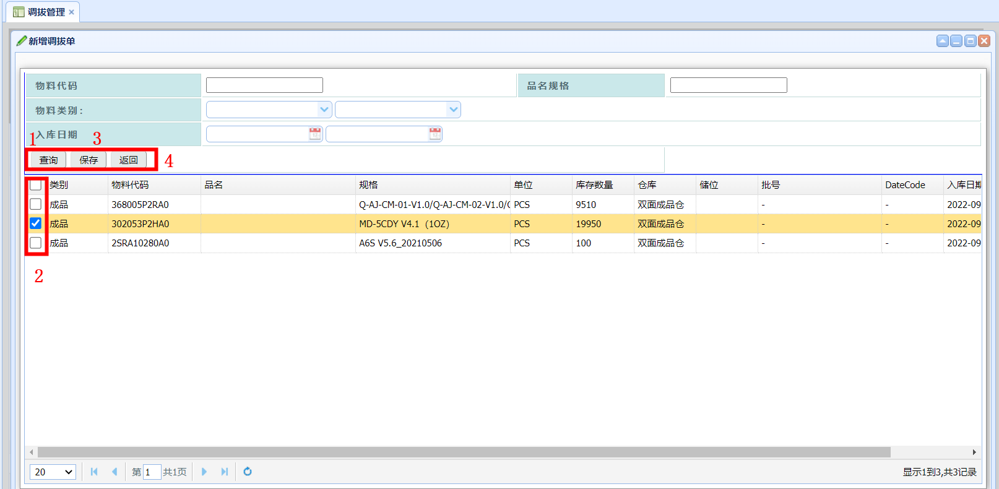 调拔管理
新增调拔单
物料代码 品名规格
物料类别：
入库日期
1 3
查询 保存 返回 4
类别 物料代码 品名 规格 单位 库存数量 仓库 储位 批号 DateCode 入库日期
成品 368005P2RA0 Q-AJ-CM-01-V1.0/Q-AJ-CM-02-V1.0/ PCS 9510 双面成品仓 - - 2022-09
成品 302053P2HA0 MD-5CDY V4.1（1OZ） PCS 19950 双面成品仓 - - 2022-09
成品 2SRA10280A0 A6S V5.6_20210506 PCS 100 双面成品仓 - - 2022-09
2
20 第 1 共1页 显示1到3,共3记录